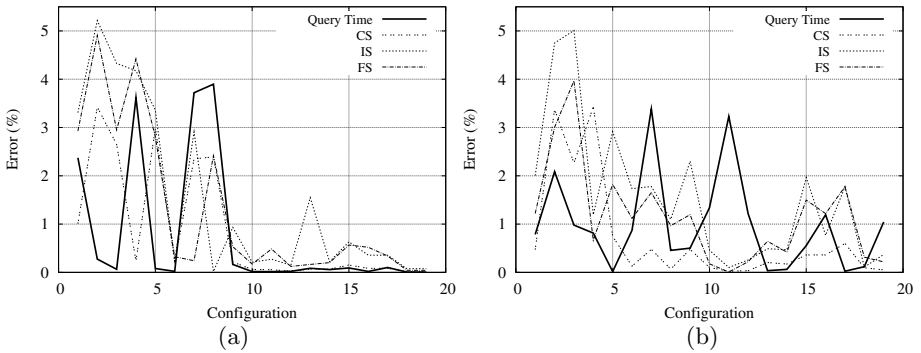 Query Time
CS
IS
FS
5
4
3
2
1
0
Error (%)
0 5 10 15 20
Configuration
(a)
Query Time
CS
IS
FS
5
4
3
2
1
0
Error (%)
0 5 10 15 20
Configuration
(b)